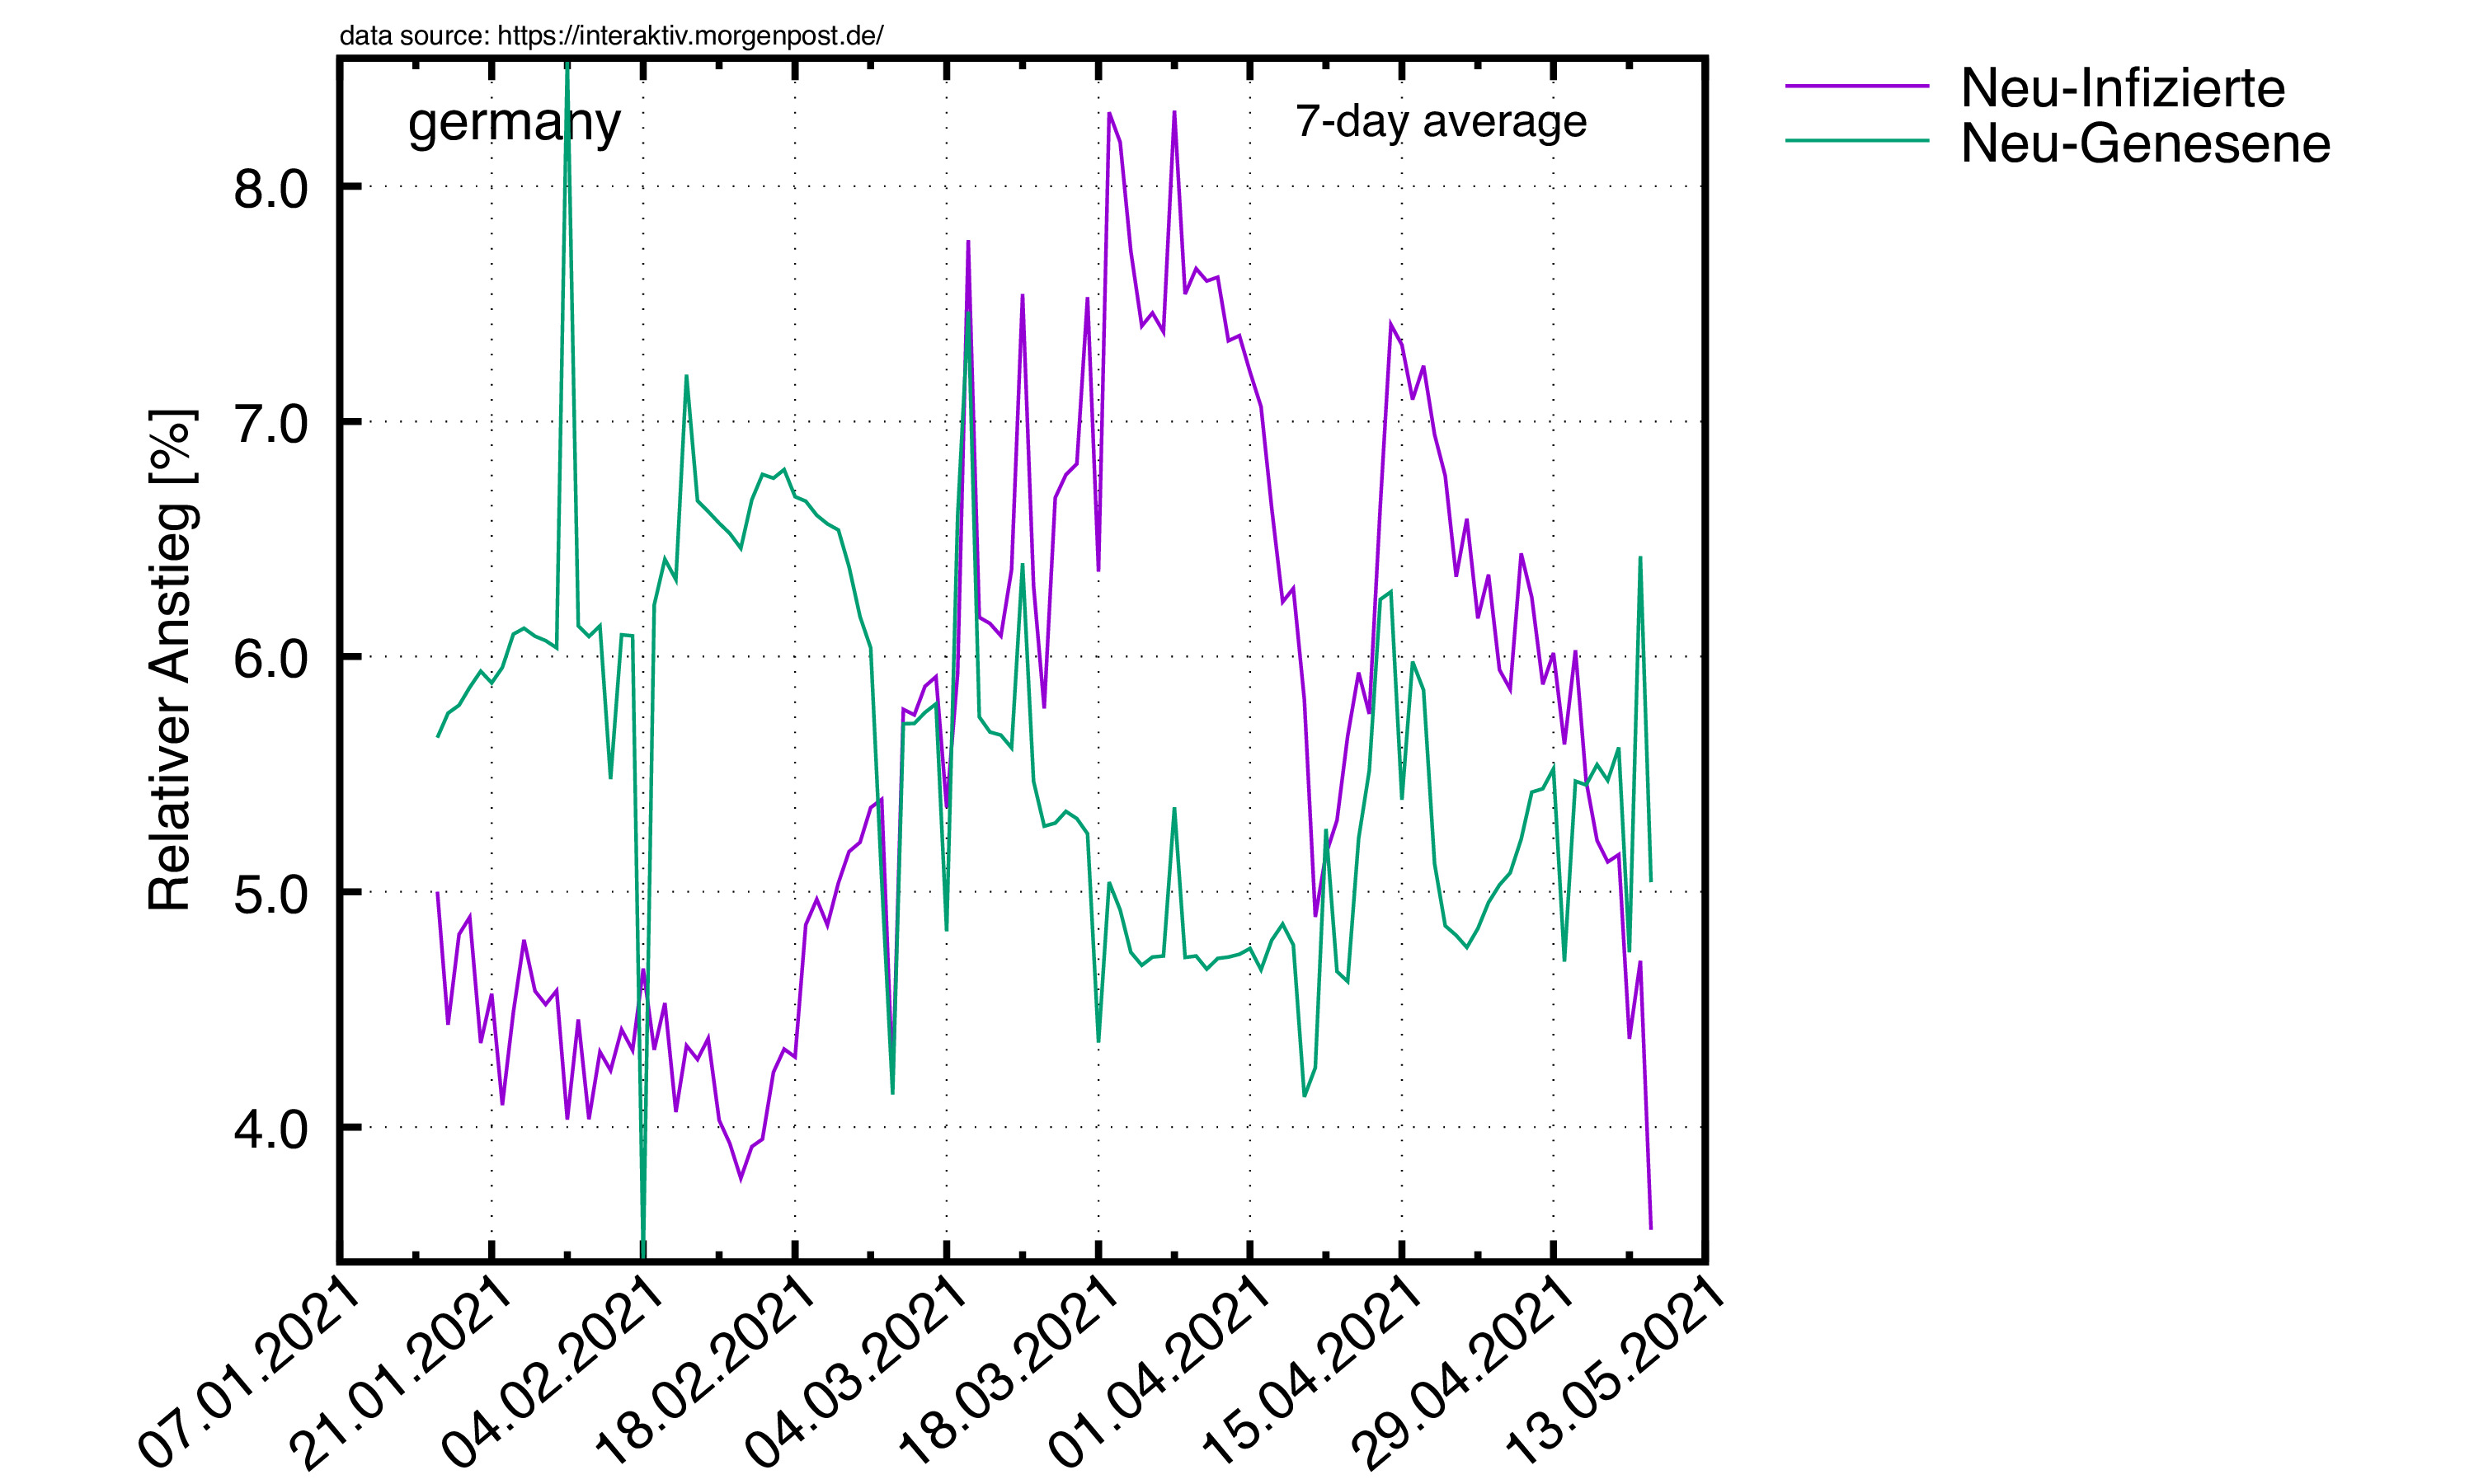 data source: https://interaktiv.morgenpost.de/
germany
7-day average
Neu-Infizierte
Neu-Genesene
Relativer Anstieg [%]
8.0
7.0
6.0
5.0
4.0
07.01.2021
21.01.2021
04.02.2021
18.02.2021
04.03.2021
18.03.2021
01.04.2021
15.04.2021
29.04.2021
13.05.2021